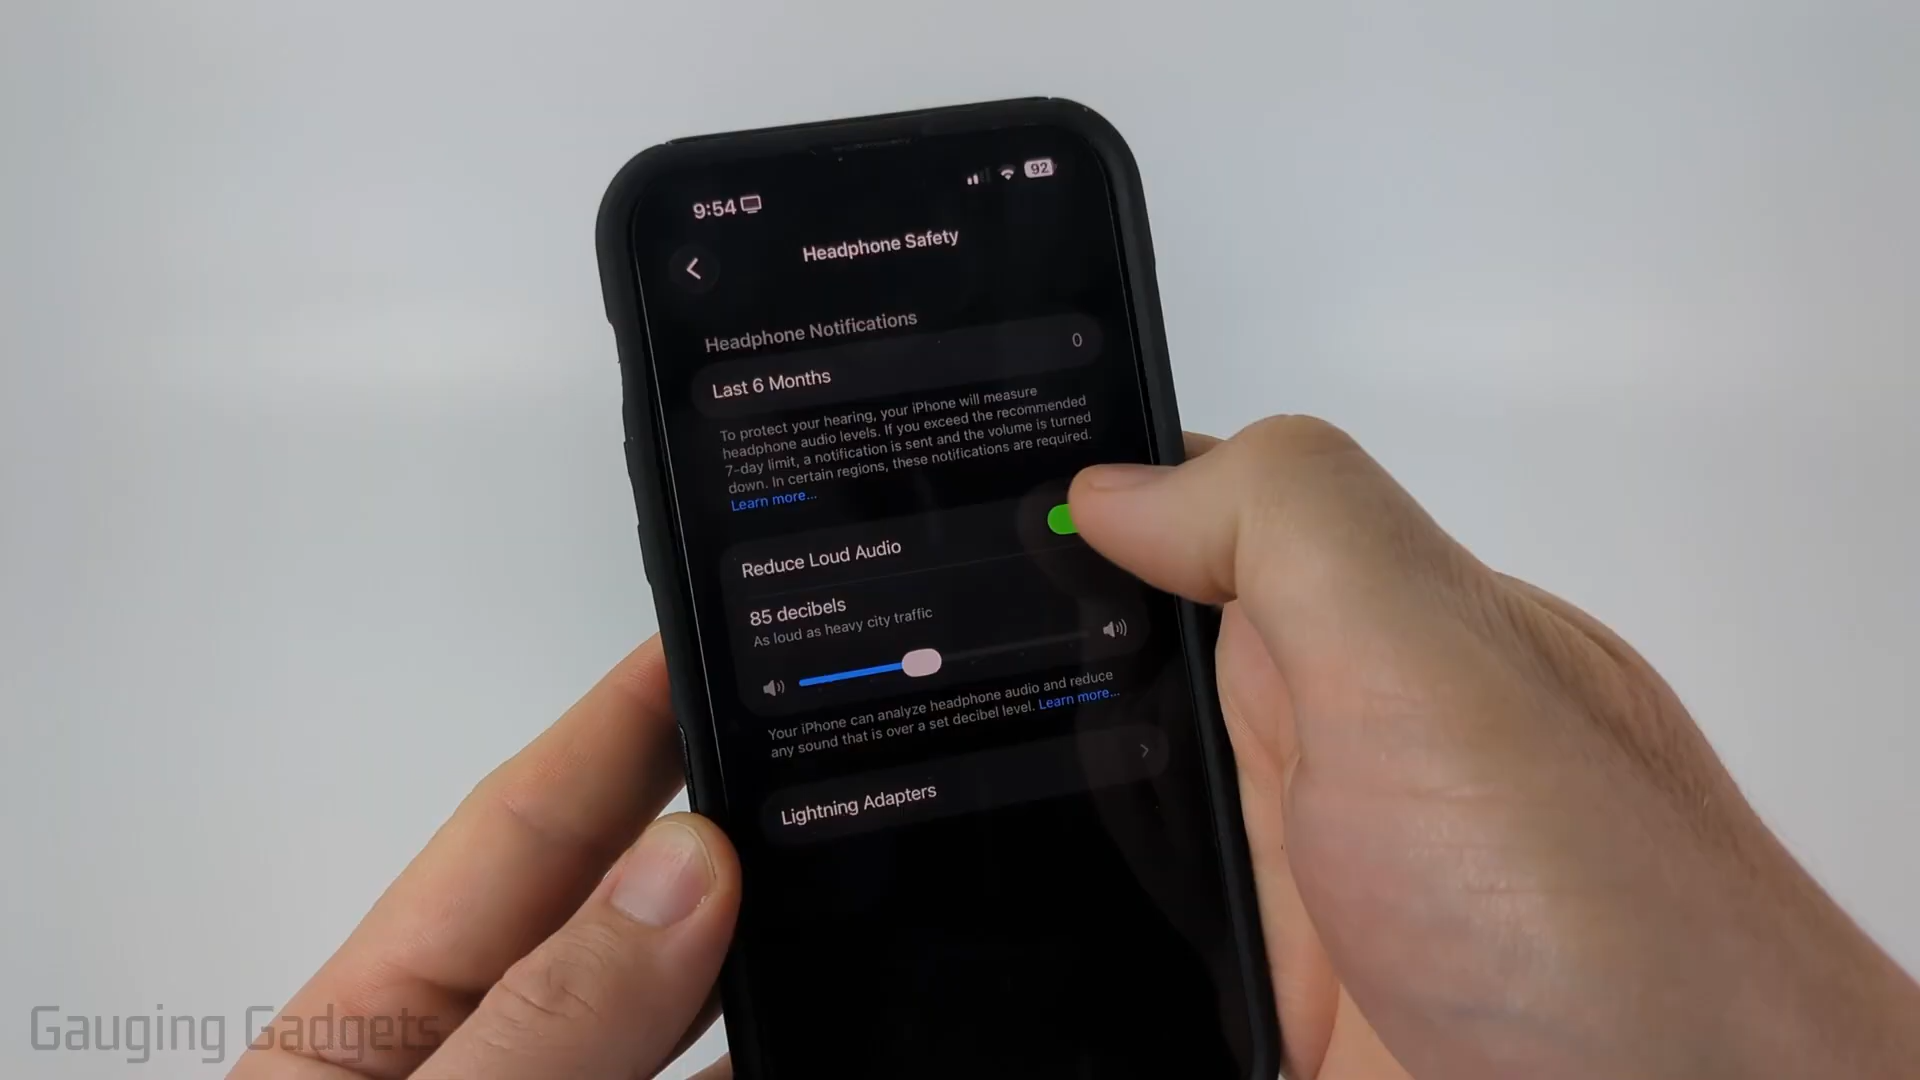 9:54
92
Headphone Safety
Headphone Notifications
Last 6 Months 0
To protect your hearing, your iPhone will measure
headphone audio levels. If you exceed the recommended
7-day limit, a notification is sent and the volume is turned
down. In certain regions, these notifications are required.
Learn more...
Reduce Loud Audio
85 decibels
As loud as heavy city traffic
Your iPhone can analyze headphone audio and reduce
any sound that is over a set decibel level. Learn more...
Lightning Adapters
Gauging Gadgets